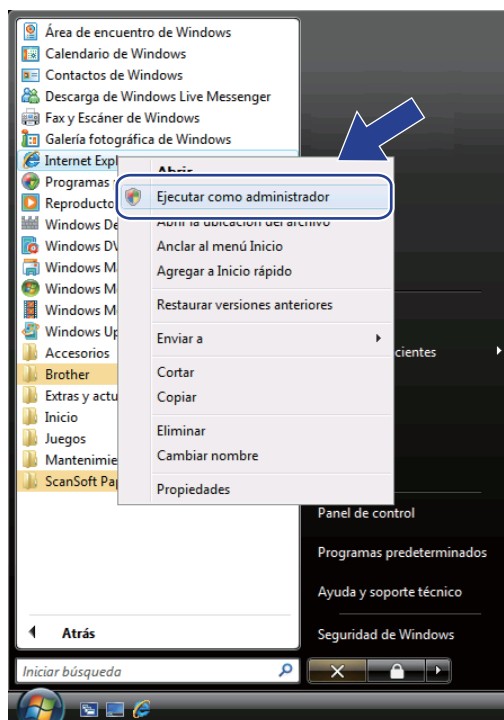 Área de encuentro de Windows
Calendario de Windows
Contactos de Windows
Descarga de Windows Live Messenger
Fax y Escáner de Windows
Galería fotográfica de Windows
Internet Expl
Programas
Reproducto
Windows De
Windows DV
Windows M
Windows M
Windows M
Windows Up
Accesorios
Brother
Extras y actu
Inicio
Juegos
Mantenimie
ScanSoft Pap
Atrás
Iniciar búsqueda
Abrir
Ejecutar como administrador
Abrir la ubicación del archivo
Anclar al menú Inicio
Agregar a Inicio rápido
Restaurar versiones anteriores
Enviar a
Cortar
Copiar
Eliminar
Cambiar nombre
Propiedades
cientes
Panel de control
Programas predeterminados
Ayuda y soporte técnico
Seguridad de Windows